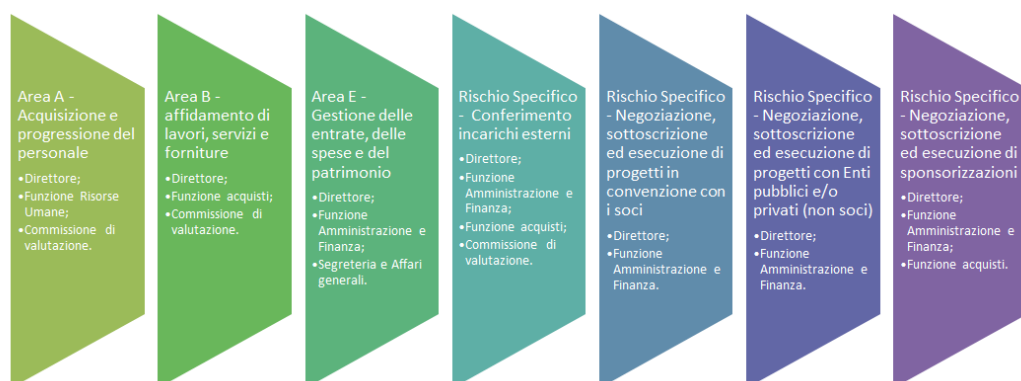 Area A -
Acquisizione e
progressione del
personale
•Direttore;
•Funzione Risorse
Umane;
•Commissione di
valutazione.
Area B -
affidamento di
lavori, servizi e
forniture
•Direttore;
•Funzione acquisti;
•Commissione di
valutazione.
Area E -
Gestione delle
entrate, delle
spese e del
patrimonio
•Direttore;
•Funzione
Amministrazione e
Finanza;
•Segreteria e Affari
generali.
Rischio Specifico
- Conferimento
incarichi esterni
•Direttore;
•Funzione
Amministrazione e
Finanza;
•Funzione acquisti;
•Commissione di
valutazione.
Rischio Specifico
- Negoziazione,
sottoscrizione
ed esecuzione di
progetti in
convenzione con
i soci
•Direttore;
•Funzione
Amministrazione e
Finanza.
Rischio Specifico
- Negoziazione,
sottoscrizione
ed esecuzione di
progetti con Enti
pubblici e/o
privati (non soci)
•Direttore;
•Funzione
Amministrazione e
Finanza.
Rischio Specifico
- Negoziazione,
sottoscrizione
ed esecuzione di
sponsorizzazioni
•Direttore;
•Funzione
Amministrazione e
Finanza;
•Funzione acquisti.